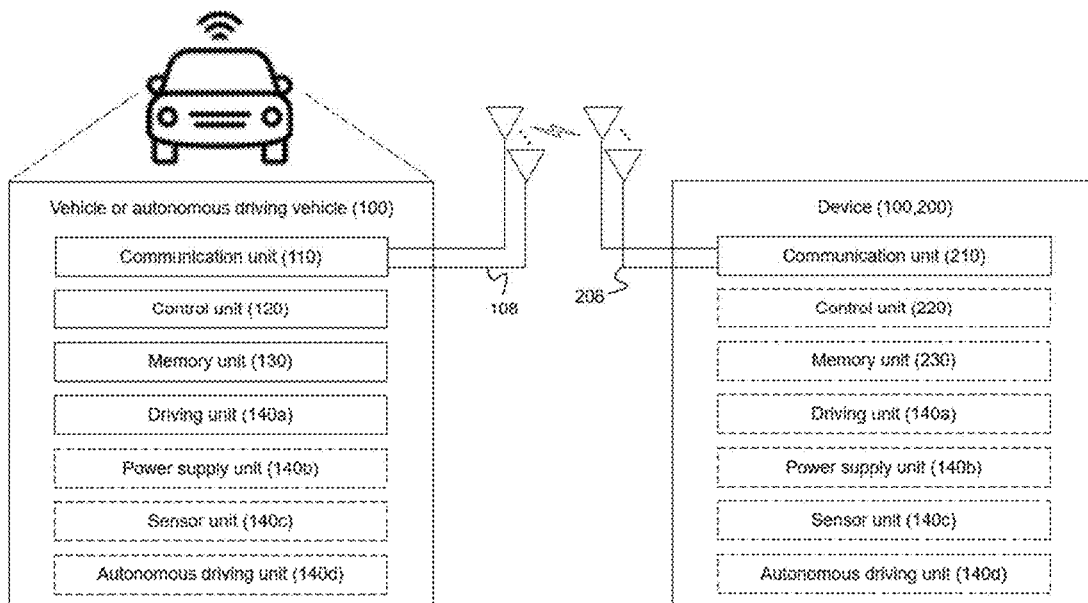 Vehicle or autonomous driving vehicle (100)
Communication unit (110)
Control unit (120)
Memory unit (130)
Driving unit (140a)
Power supply unit (140b)
Sensor unit (140c)
Autonomous driving unit (140d)
108
208
Device (100,200)
Communication unit (210)
Control unit (220)
Memory unit (230)
Driving unit (140a)
Power supply unit (140b)
Sensor unit (140c)
Autonomous driving unit (140d)